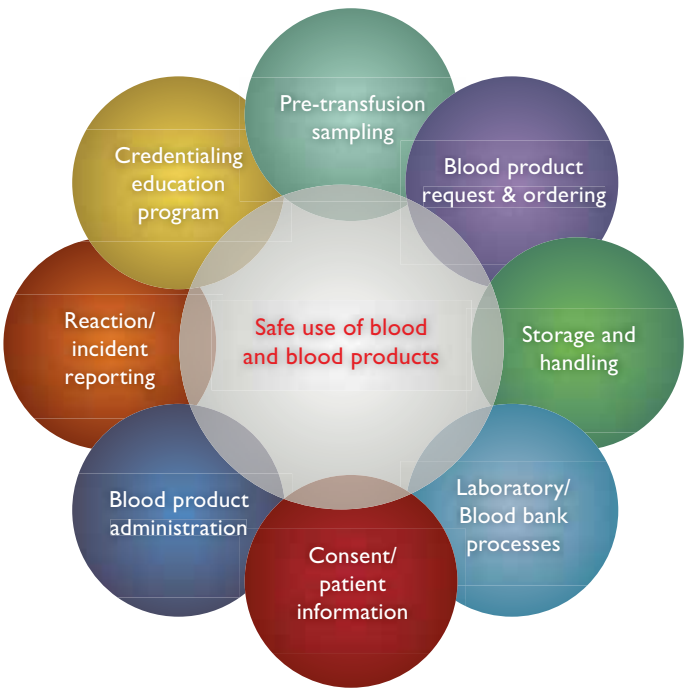 Pre-transfusion
sampling
Blood product
request & ordering
Storage and
handling
Laboratory/
Blood bank
processes
Consent/
patient
information
Blood product
administration
Reaction/
incident
reporting
Credentialing
education
program
Safe use of blood
and blood products